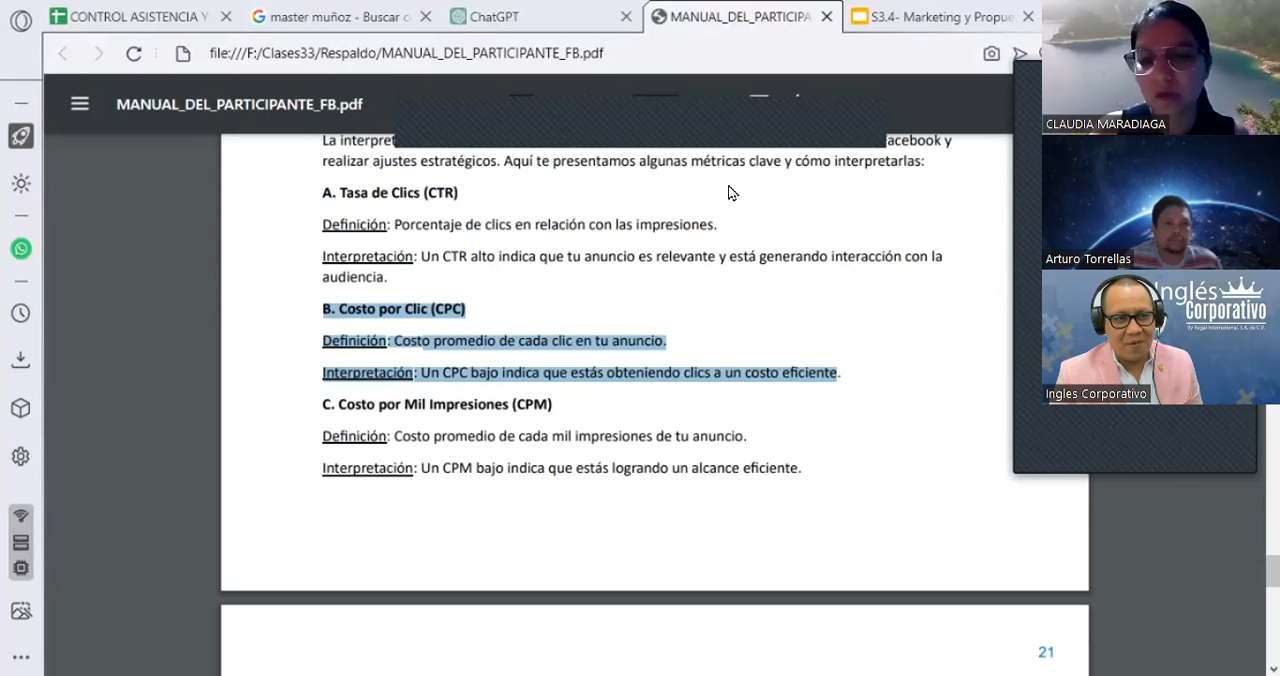 CONTROL ASISTENCIA Y
master muñoz - Buscar c
ChatGPT
MANUAL_DEL_PARTICIPA
S3.4- Marketing y Propue
file:///F:/Clases33/Respaldo/MANUAL_DEL_PARTICIPANTE_FB.pdf
MANUAL_DEL_PARTICIPANTE_FB.pdf
La interpret acebook y
realizar ajustes estratégicos. Aquí te presentamos algunas métricas clave y cómo interpretarlas:
A. Tasa de Clics (CTR)
Definición: Porcentaje de clics en relación con las impresiones.
Interpretación: Un CTR alto indica que tu anuncio es relevante y está generando interacción con la
audiencia.
B. Costo por Clic (CPC)
Definición: Costo promedio de cada clic en tu anuncio.
Interpretación: Un CPC bajo indica que estás obteniendo clics a un costo eficiente.
C. Costo por Mil Impresiones (CPM)
Definición: Costo promedio de cada mil impresiones de tu anuncio.
Interpretación: Un CPM bajo indica que estás logrando un alcance eficiente.
21
CLAUDIA MARADIAGA
Arturo Torrellas
Inglés
Corporativo
By Regal International, S.A. de C.V.
Ingles Corporativo